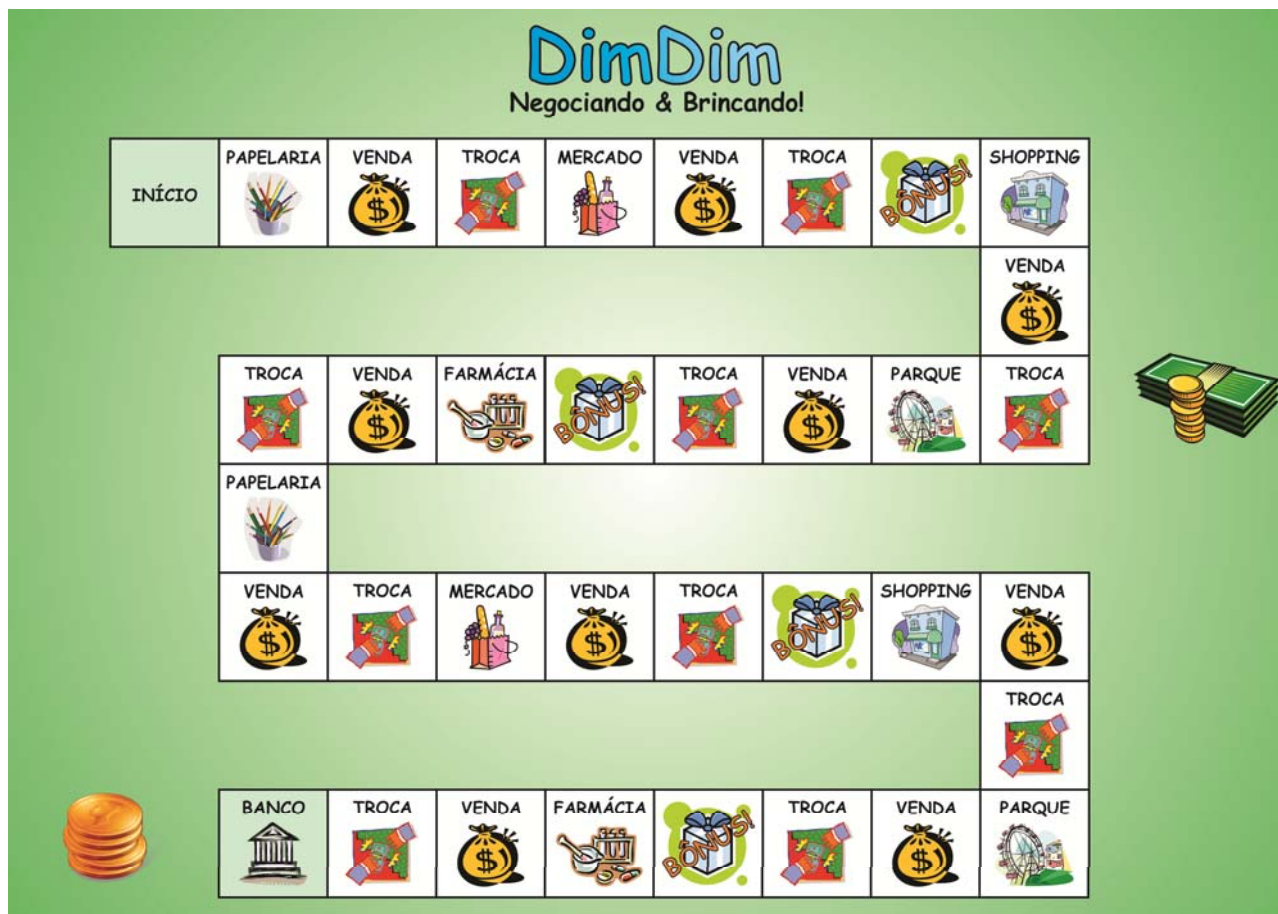 DimDim
Negociando & Brincando!
INÍCIO PAPELARIA VENDA TROCA MERCADO VENDA TROCA BÔNUS! SHOPPING
VENDA
TROCA VENDA FARMÁCIA BÔNUS! TROCA VENDA PARQUE TROCA
PAPELARIA
VENDA TROCA MERCADO VENDA TROCA BÔNUS! SHOPPING VENDA
TROCA
BANCO TROCA VENDA FARMÁCIA BÔNUS! TROCA VENDA PARQUE